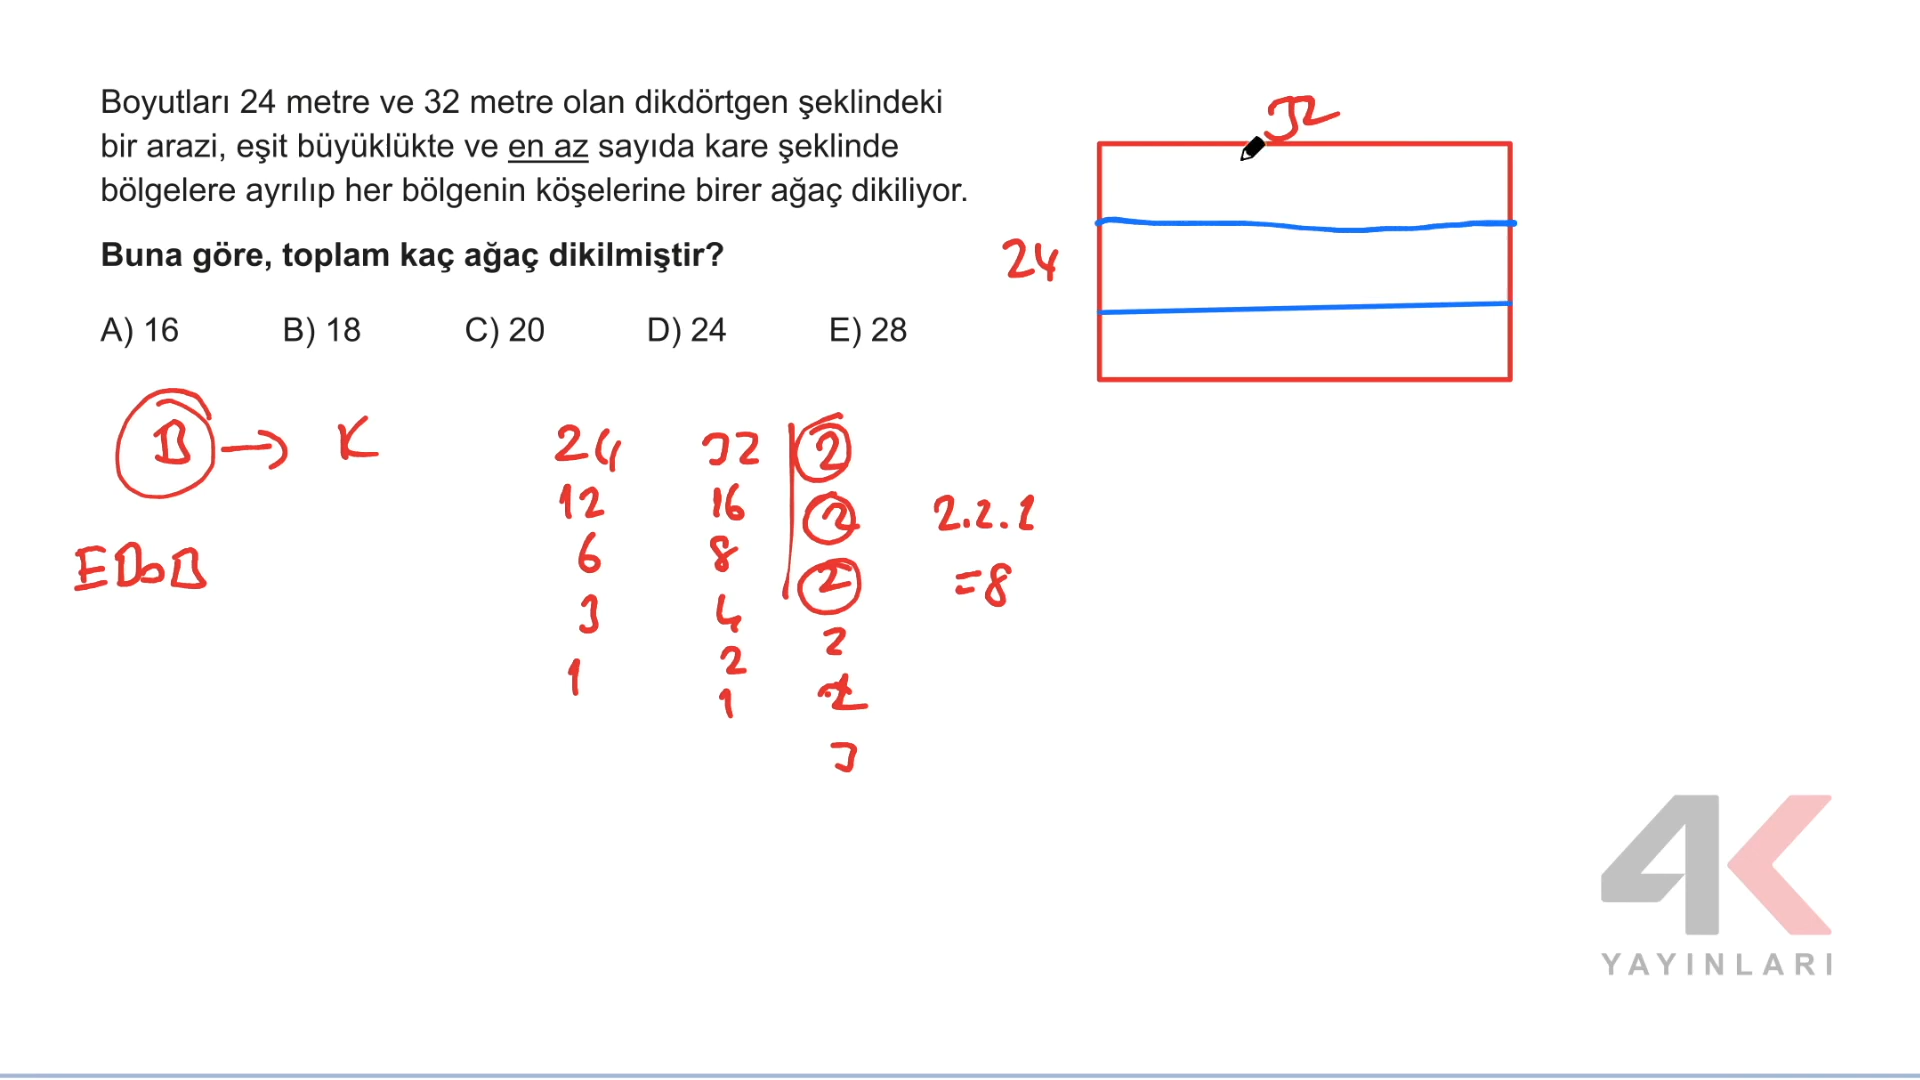 Boyutları 24 metre ve 32 metre olan dikdörtgen şeklindeki
bir arazi, eşit büyüklükte ve en az sayıda kare şeklinde
bölgelere ayrılıp her bölgenin köşelerine birer ağaç dikiliyor.
Buna göre, toplam kaç ağaç dikilmiştir?
A) 16 B) 18 C) 20 D) 24 E) 28
32
24
B → K
EBOB
24 32 2
12 16 2
6 8 2
3 4 2
1 2 2
1 3
2.2.2
=8
4K
YAYINLARI